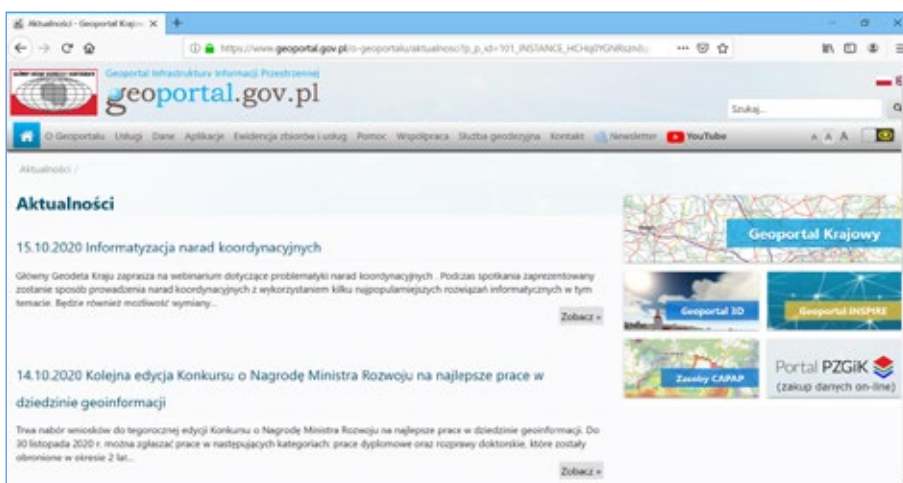 Aktualności - Geoportal Krajo
https://www.geoportal.gov.pl/o-geoportalu/aktualnosci?p_p_id=101_INSTANCE_
Geoportal Infrastruktury Informacji Przestrzennej
geoportal.gov.pl
Szukaj...
O Geoportalu Usługi Dane Aplikacje Ewidencja zbiorów i usług Pomoc Współpraca Służba geodezyjna Kontakt Newsletter YouTube A A A
Aktualności /
Aktualności
15.10.2020 Informatyzacja narad koordynacyjnych
Główny Geodeta Kraju zaprasza na webinarium dotyczące problematyki narad koordynacyjnych . Podczas spotkania zaprezentowany
zostanie sposób prowadzenia narad koordynacyjnych z wykorzystaniem kilku najpopularniejszych rozwiązań informatycznych w tym
temacie. Będzie również możliwość wymiany...
Zobacz »
14.10.2020 Kolejna edycja Konkursu o Nagrodę Ministra Rozwoju na najlepsze prace w
dziedzinie geoinformacji
Trwa nabór wniosków do tegorocznej edycji Konkursu o Nagrodę Ministra Rozwoju na najlepsze prace w dziedzinie geoinformacji. Do
30 listopada 2020 r. można zgłaszać prace w następujących kategoriach: prace dyplomowe oraz rozprawy doktorskie, które zostały
obronione w okresie 2 lat...
Zobacz »
Geoportal Krajowy
Geoportal 3D
Geoportal INSPIRE
Zasoby CAPAP
Portal PZGiK
(zakup danych on-line)